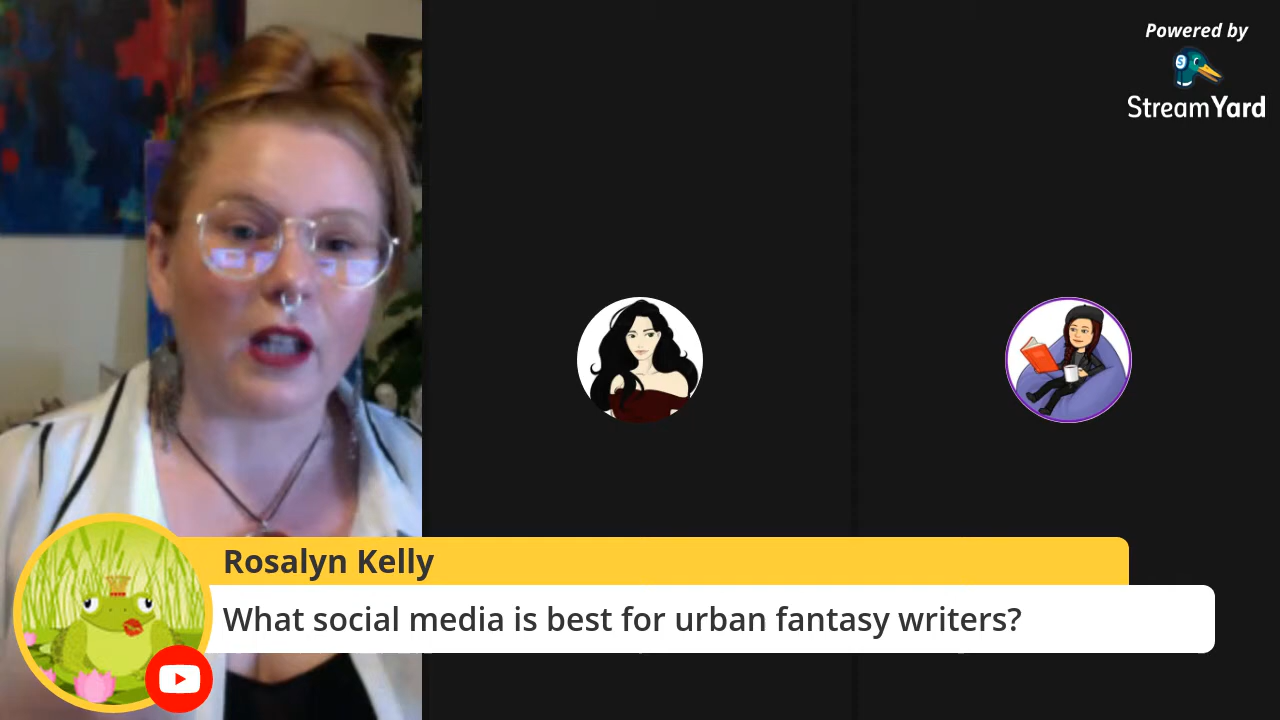 Powered by
StreamYard
Rosalyn Kelly
What social media is best for urban fantasy writers?